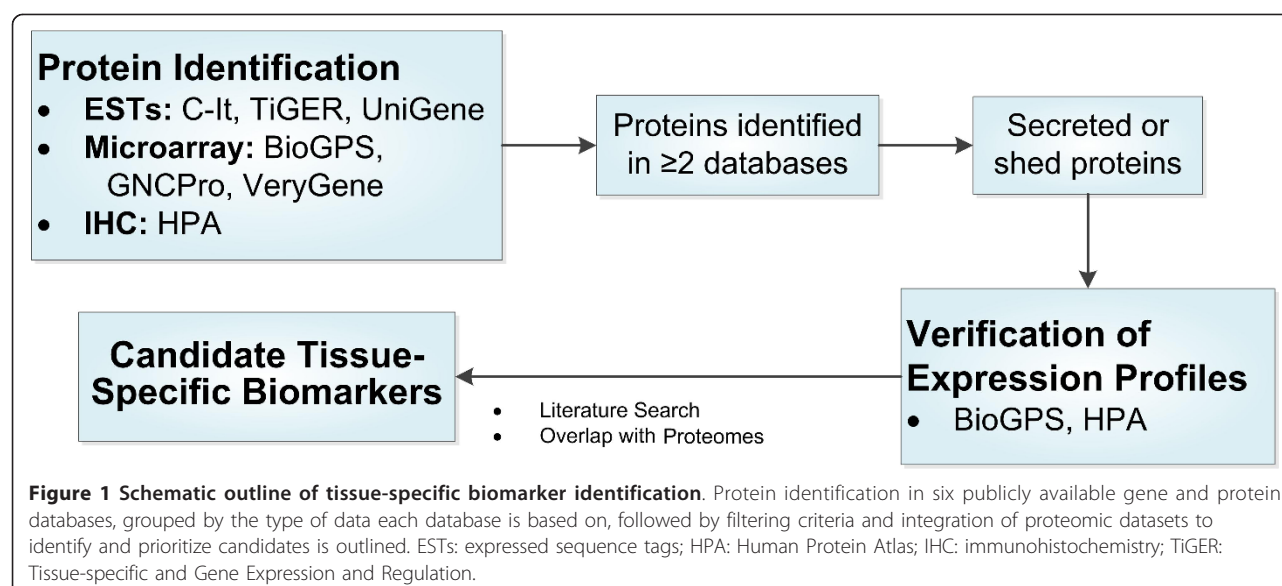 Protein Identification
• ESTs: C-It, TiGER, UniGene
• Microarray: BioGPS,
GNCPro, VeryGene
• IHC: HPA
Proteins identified
in ≥2 databases
Secreted or
shed proteins
Verification of
Expression Profiles
• BioGPS, HPA
• Literature Search
• Overlap with Proteomes
Candidate Tissue-
Specific Biomarkers
Figure 1 Schematic outline of tissue-specific biomarker identification. Protein identification in six publicly available gene and protein
databases, grouped by the type of data each database is based on, followed by filtering criteria and integration of proteomic datasets to
identify and prioritize candidates is outlined. ESTs: expressed sequence tags; HPA: Human Protein Atlas; IHC: immunohistochemistry; TiGER:
Tissue-specific and Gene Expression and Regulation.